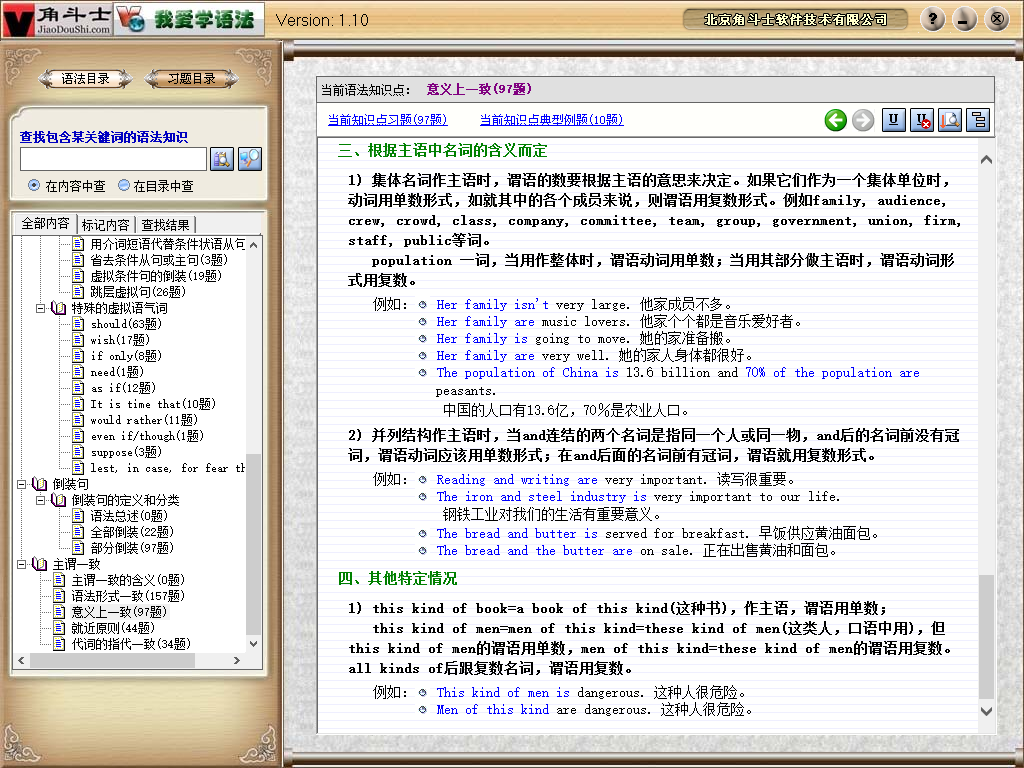 角斗士
JiaoDouShi.com
我爱学语法
Version: 1.10
北京角斗士软件技术有限公司
语法目录
习题目录
查找包含某关键词的语法知识
在内容中查
在目录中查
全部内容
标记内容
查找结果
用介词短语代替条件状语从句
省去条件从句或主句(3题)
虚拟条件句的倒装(19题)
跳层虚拟句(26题)
特殊的虚拟语气词
should(63题)
wish(17题)
if only(8题)
need(1题)
as if(12题)
It is time that(10题)
would rather(11题)
even if/though(1题)
suppose(3题)
lest, in case, for fear th
倒装句
倒装句的定义和分类
语法总述(0题)
全部倒装(22题)
部分倒装(97题)
主谓一致
主谓一致的含义(0题)
语法形式一致(157题)
意义上一致(97题)
就近原则(44题)
代词的指代一致(34题)
当前语法知识点: 意义上一致(97题)
当前知识点习题(97题)
当前知识点典型例题(10题)
三、根据主语中名词的含义而定
1) 集体名词作主语时，谓语的数要根据主语的意思来决定。如果它们作为一个集体单位时，
动词用单数形式，如就其中的各个成员来说，则谓语用复数形式。例如family, audience,
crew, crowd, class, company, committee, team, group, government, union, firm,
staff, public等词。
population 一词，当用作整体时，谓语动词用单数；当用其部分做主语时，谓语动词形
式用复数。
例如: Her family isn't very large. 他家成员不多。
Her family are music lovers. 他家个个都是音乐爱好者。
Her family is going to move. 她的家准备搬。
Her family are very well. 她的家人身体都很好。
The population of China is 13.6 billion and 70% of the population are
peasants.
中国的人口有13.6亿，70%是农业人口。
2) 并列结构作主语时，当and连结的两个名词是指同一个人或同一物，and后的名词前没有冠
词，谓语动词应该用单数形式；在and后面的名词前有冠词，谓语就用复数形式。
例如: Reading and writing are very important. 读写很重要。
The iron and steel industry is very important to our life.
钢铁工业对我们的生活有重要意义。
The bread and butter is served for breakfast. 早饭供应黄油面包。
The bread and the butter are on sale. 正在出售黄油和面包。
四、其他特定情况
1) this kind of book=a book of this kind(这种书)，作主语，谓语用单数；
this kind of men=men of this kind=these kind of men(这类人，口语中用)，但
this kind of men的谓语用单数，men of this kind=these kind of men的谓语用复数。
all kinds of后跟复数名词，谓语用复数。
例如: This kind of men is dangerous. 这种人很危险。
Men of this kind are dangerous. 这种人很危险。